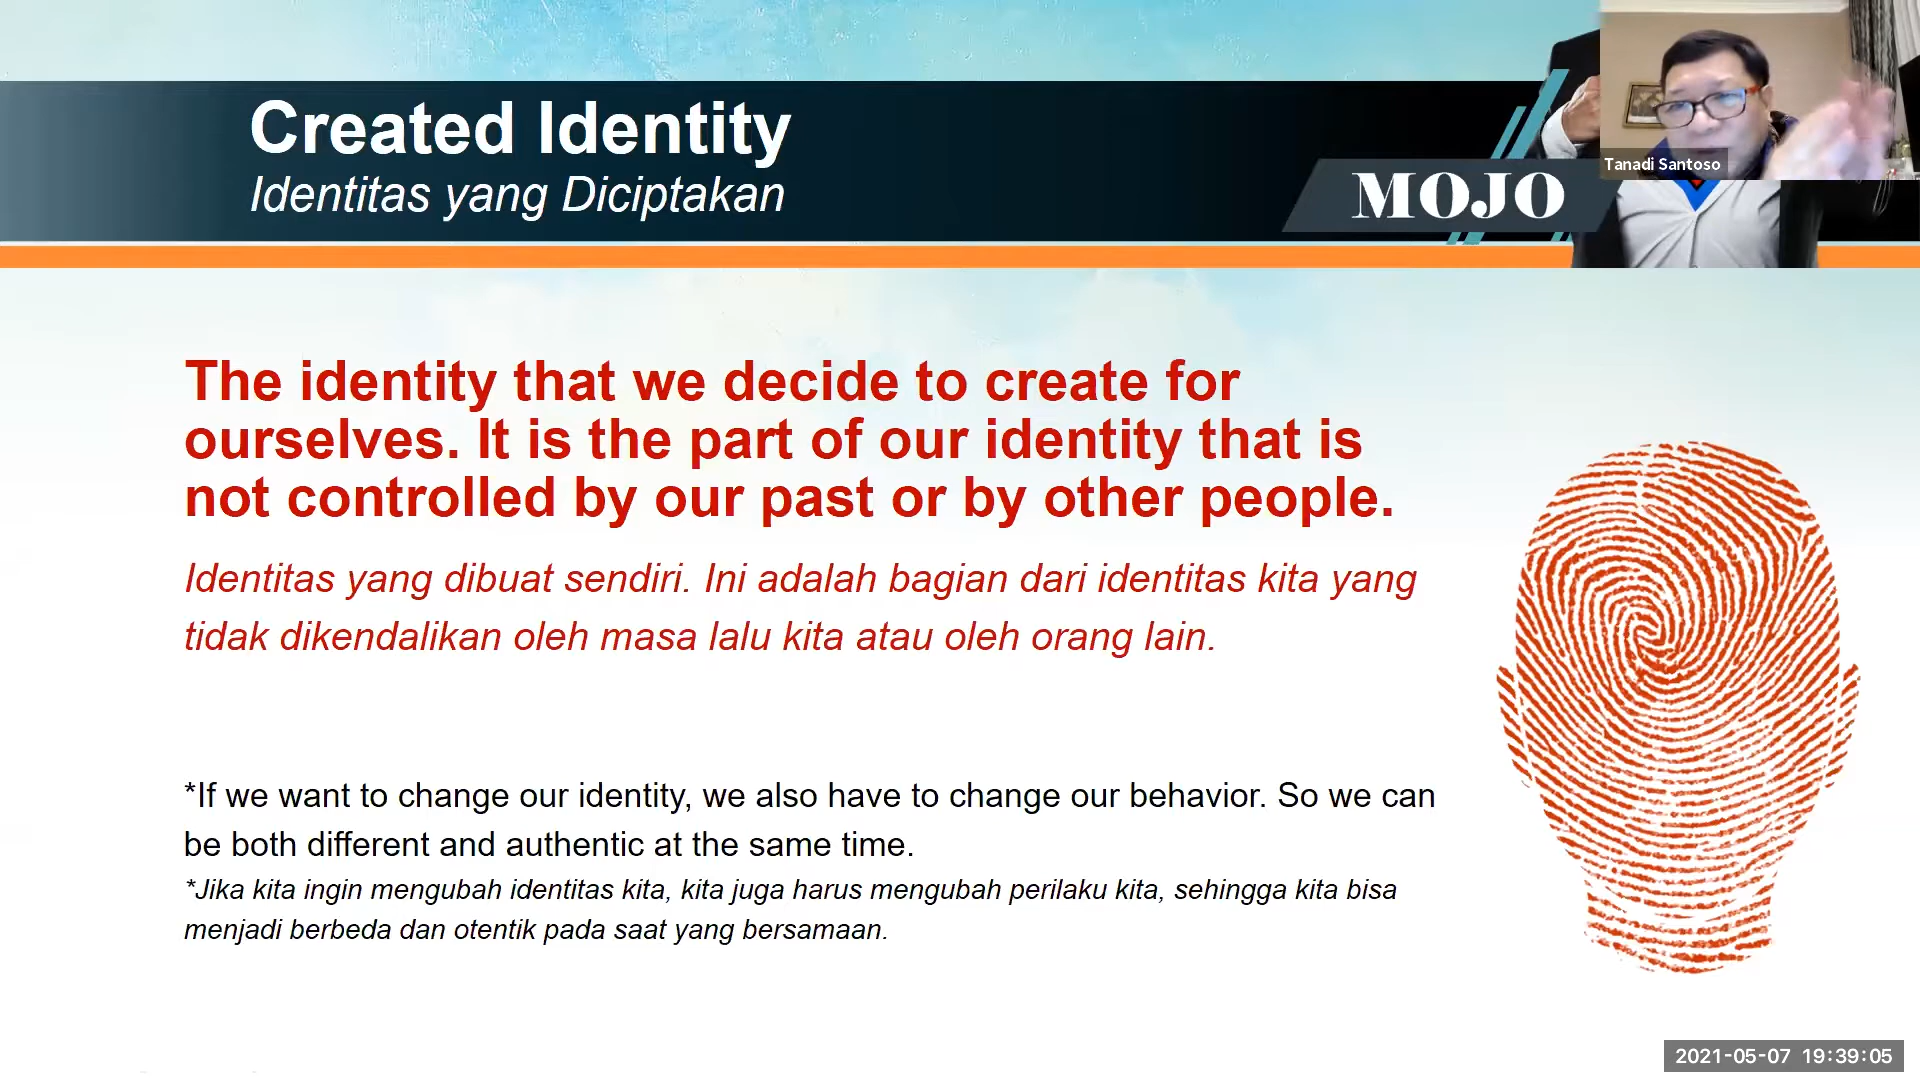 Created Identity
Identitas yang Diciptakan
MOJO
Tanadi Santoso
The identity that we decide to create for
ourselves. It is the part of our identity that is
not controlled by our past or by other people.
Identitas yang dibuat sendiri. Ini adalah bagian dari identitas kita yang
tidak dikendalikan oleh masa lalu kita atau oleh orang lain.
*If we want to change our identity, we also have to change our behavior. So we can
be both different and authentic at the same time.
*Jika kita ingin mengubah identitas kita, kita juga harus mengubah perilaku kita, sehingga kita bisa
menjadi berbeda dan otentik pada saat yang bersamaan.
2021-05-07 19:39:05